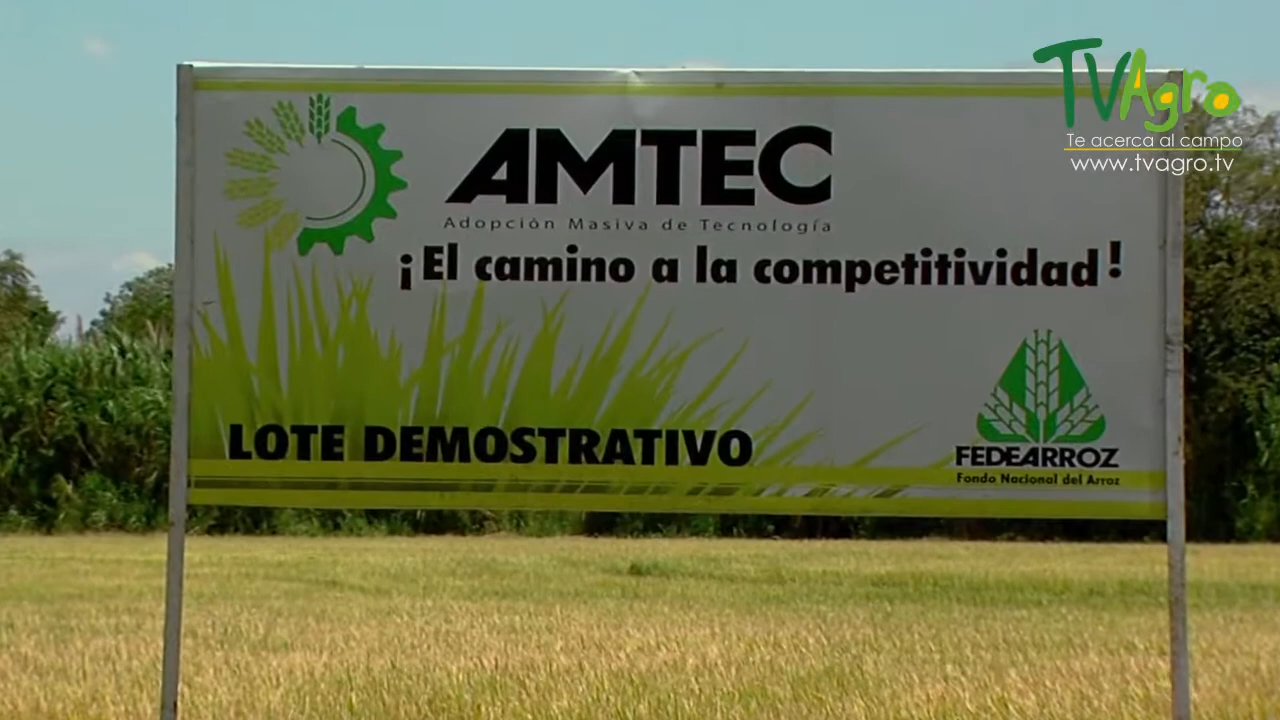 TVAgro
Te acerca al campo
www.tvagro.tv
AMTEC
Adopción Masiva de Tecnología
¡El camino a la competitividad!
LOTE DEMOSTRATIVO
FEDEARROZ
Fondo Nacional del Arroz